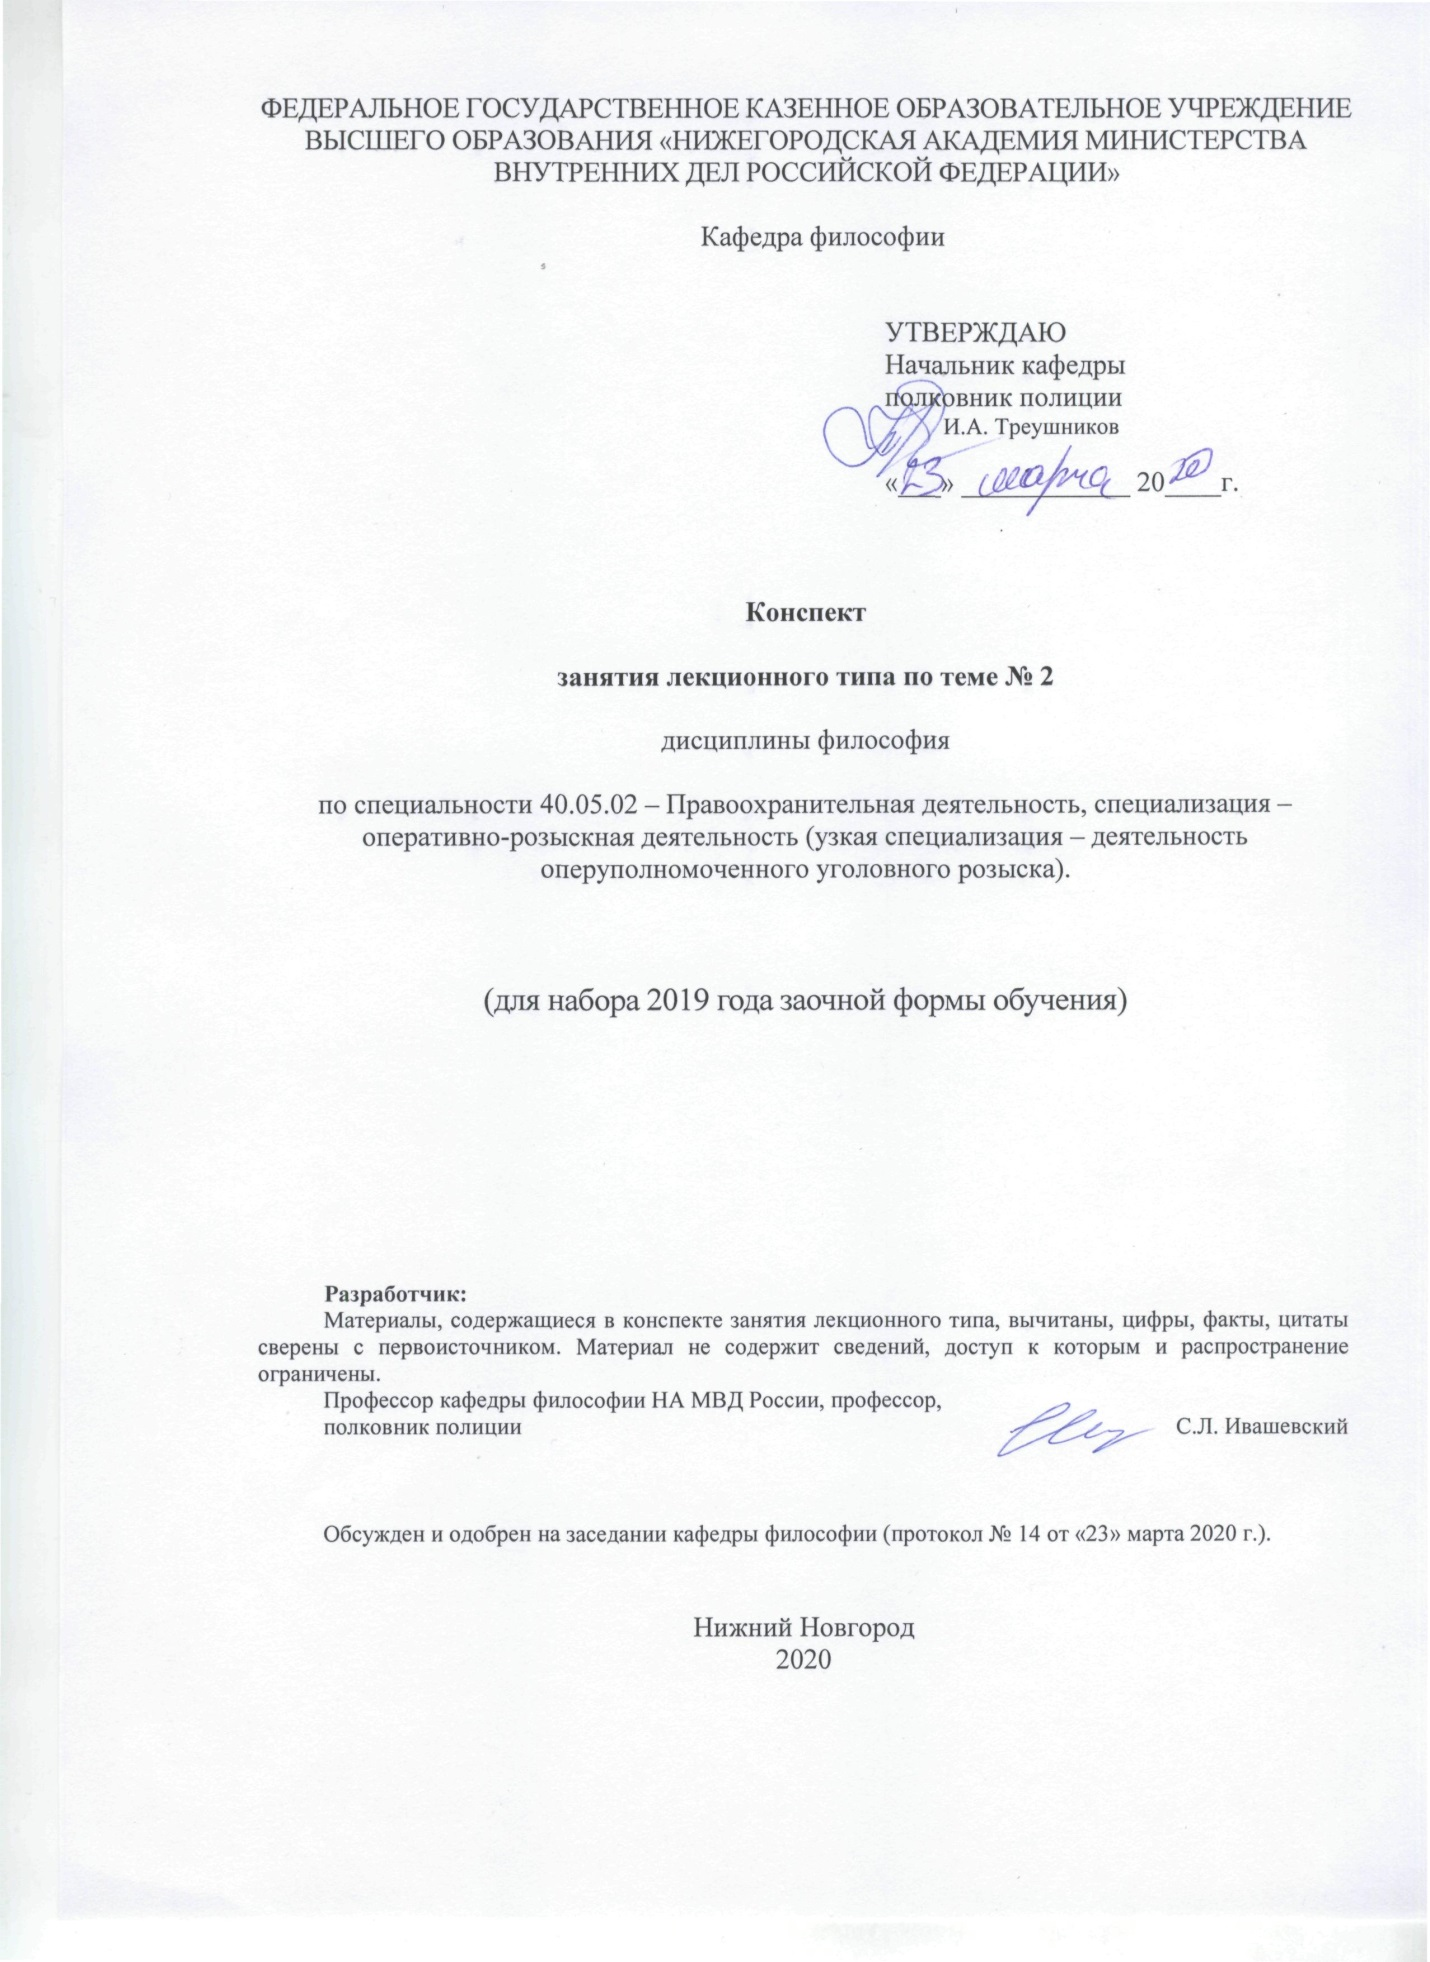 ФЕДЕРАЛЬНОЕ ГОСУДАРСТВЕННОЕ КАЗЕННОЕ ОБРАЗОВАТЕЛЬНОЕ УЧРЕЖДЕНИЕ
ВЫСШЕГО ОБРАЗОВАНИЯ «НИЖЕГОРОДСКАЯ АКАДЕМИЯ МИНИСТЕРСТВА
ВНУТРЕННИХ ДЕЛ РОССИЙСКОЙ ФЕДЕРАЦИИ»
Кафедра философии
УТВЕРЖДАЮ
Начальник кафедры
полковник полиции
И.А. Треушников
«23» марта 2020 г.
Конспект
занятия лекционного типа по теме № 2
дисциплины философия
по специальности 40.05.02 – Правоохранительная деятельность, специализация –
оперативно-розыскная деятельность (узкая специализация – деятельность
оперуполномоченного уголовного розыска).
(для набора 2019 года заочной формы обучения)
Разработчик:
Материалы, содержащиеся в конспекте занятия лекционного типа, вычитаны, цифры, факты, цитаты
сверены с первоисточником. Материал не содержит сведений, доступ к которым и распространение
ограничены.
Профессор кафедры философии НА МВД России, профессор,
полковник полиции С.Л. Ивашевский
Обсужден и одобрен на заседании кафедры философии (протокол № 14 от «23» марта 2020 г.).
Нижний Новгород
2020